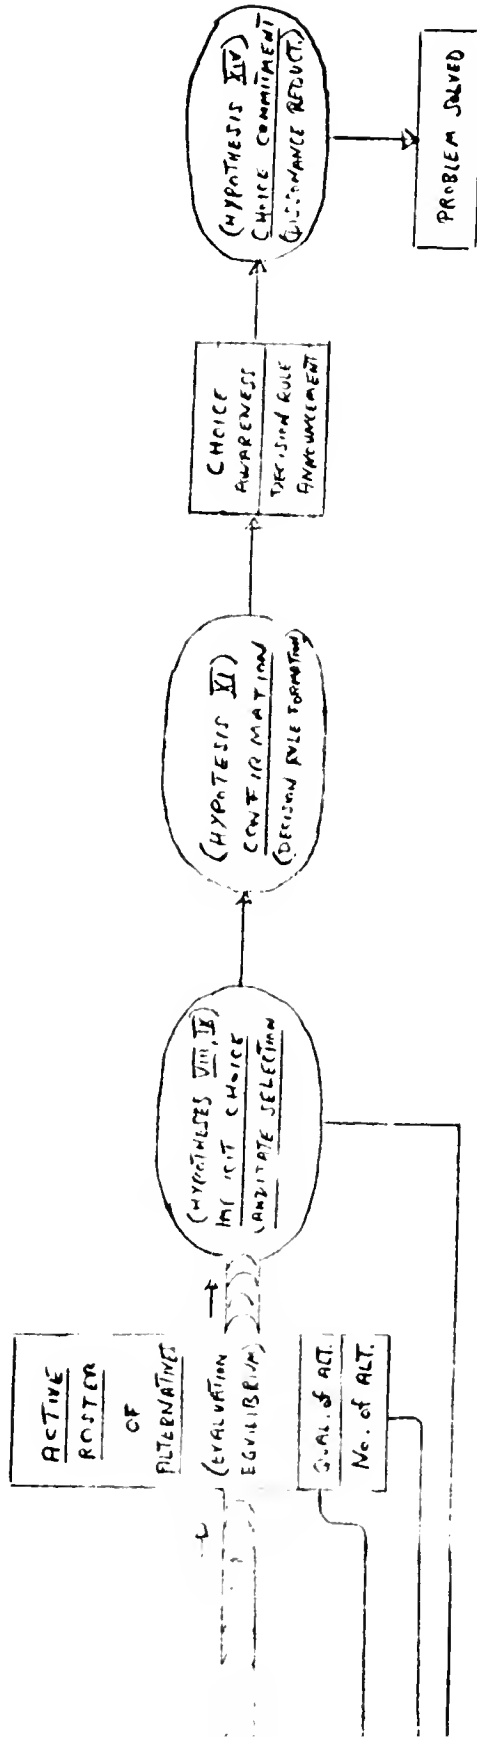 ACTIVE
ROSTER
OF
ALTERNATIVES
(EVALUATION
EQUILIBRIUM)
QUAL. of ALT.
No. of ALT.
(HYPOTHESES VIII, IX)
IMPLICIT CHOICE
CANDIDATE SELECTION
(HYPOTESIS XI)
CONFIRMATION
(DECISION RULE FORMATION)
CHOICE
AWARENESS
DECISION RULE
ANNOUNCEMENT
(HYPOTHESIS XIV)
CHOICE COMMITMENT
(DISSONANCE REDUCT.)
PROBLEM SOLVED